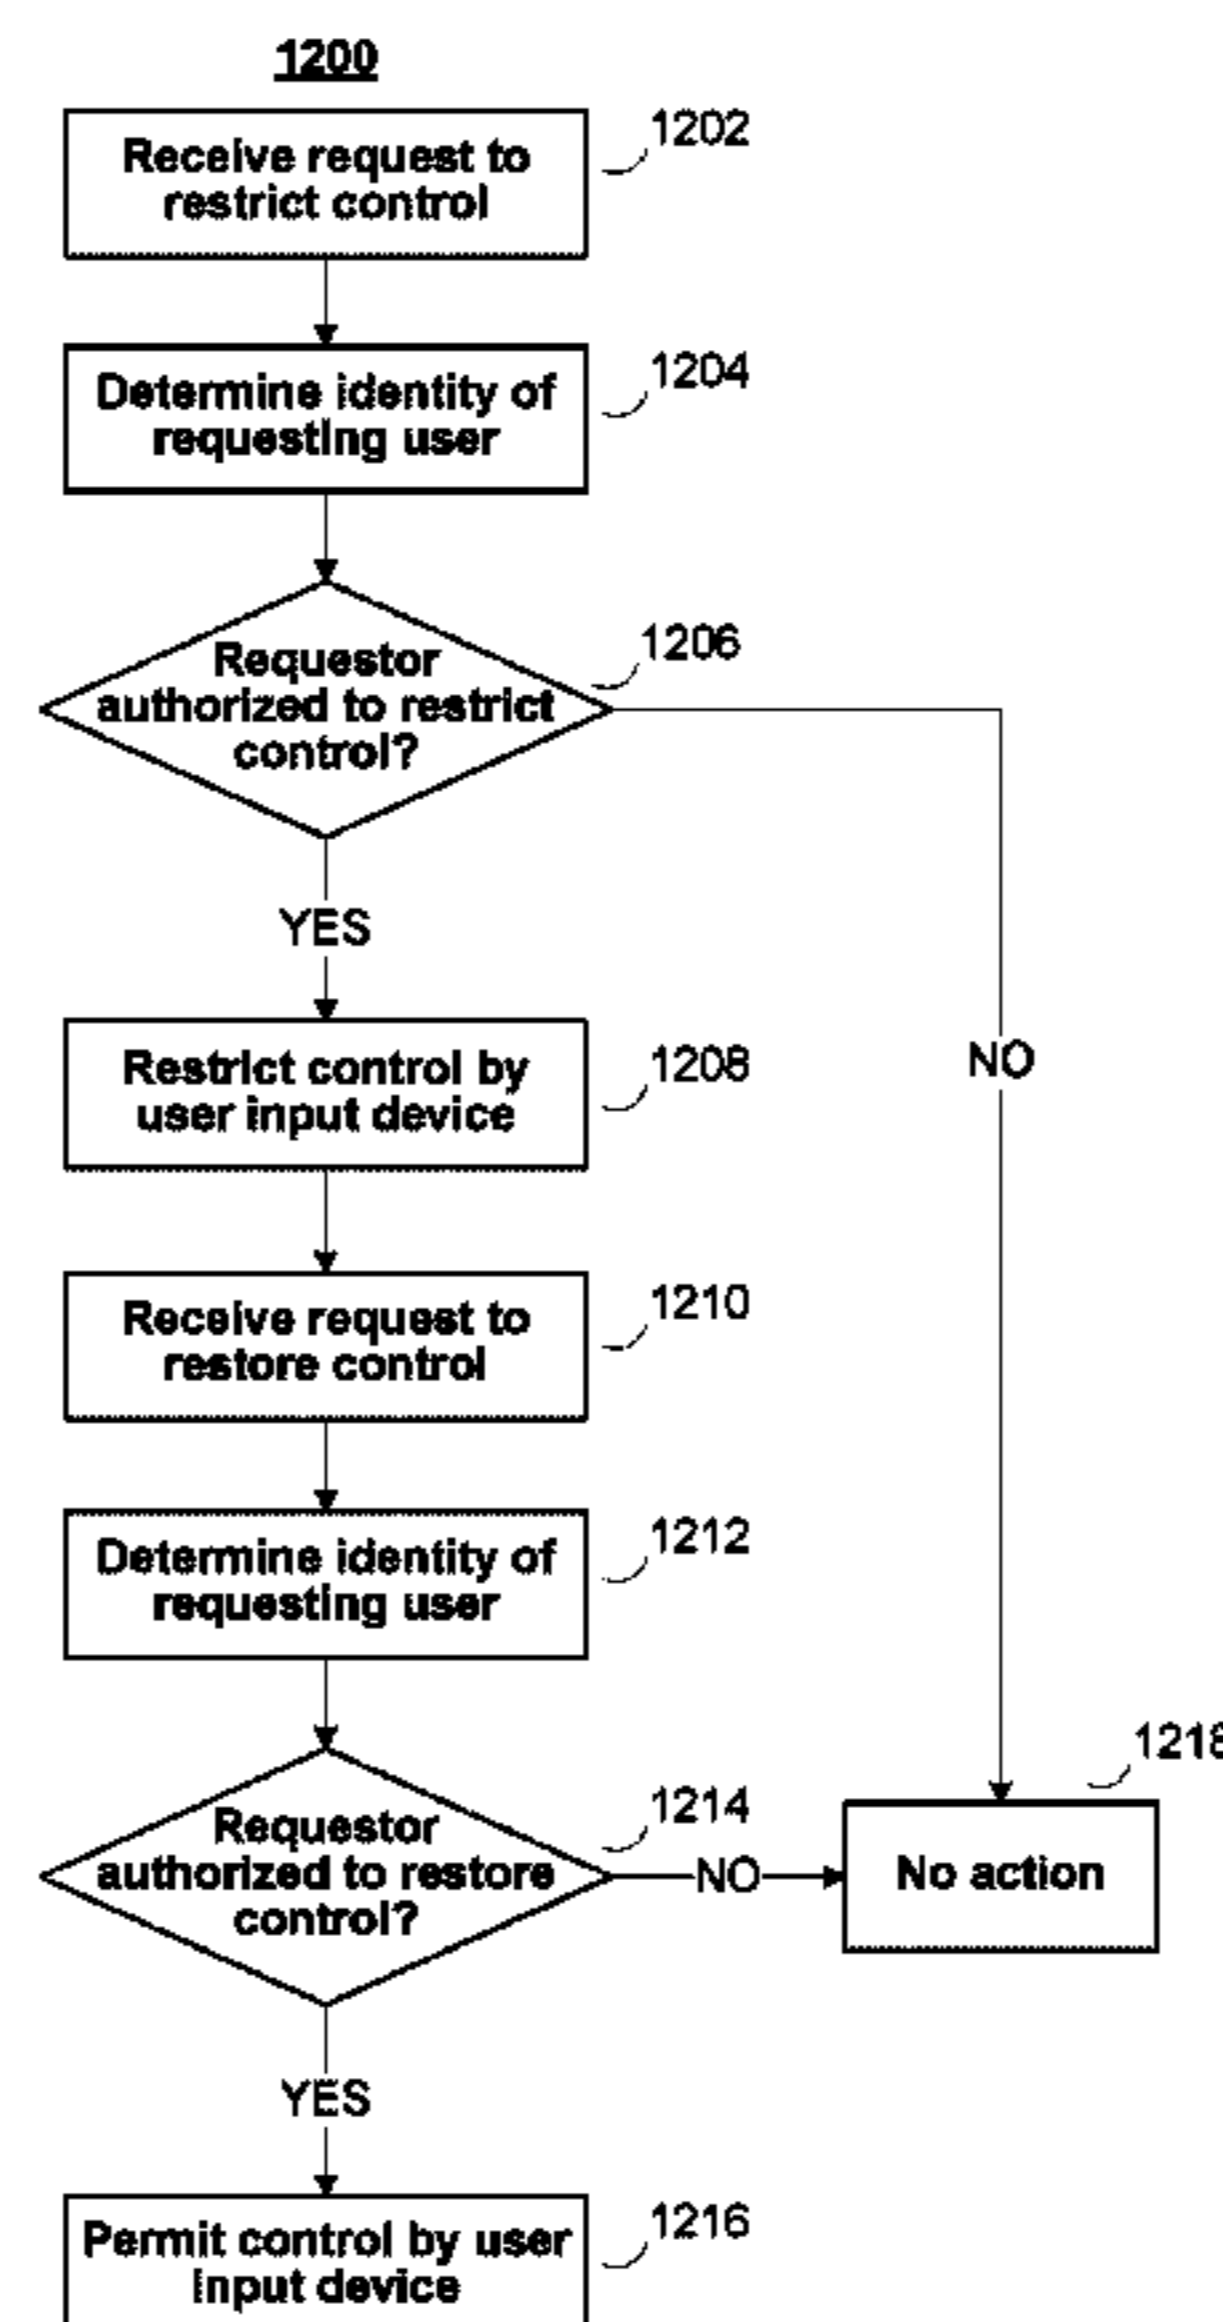 1200
Receive request to
restrict control
1202
Determine identity of
requesting user
1204
Requestor
authorized to restrict
control?
1206
YES
NO
Restrict control by
user input device
1208
Receive request to
restore control
1210
Determine identity of
requesting user
1212
Requestor
authorized to restore
control?
1214
NO
No action
1218
YES
Permit control by user
input device
1216